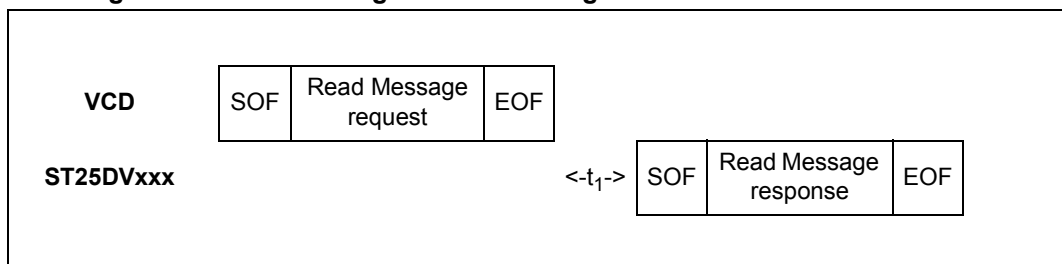 VCD SOF Read Message request EOF
ST25DVxxx <-t1-> SOF Read Message response EOF